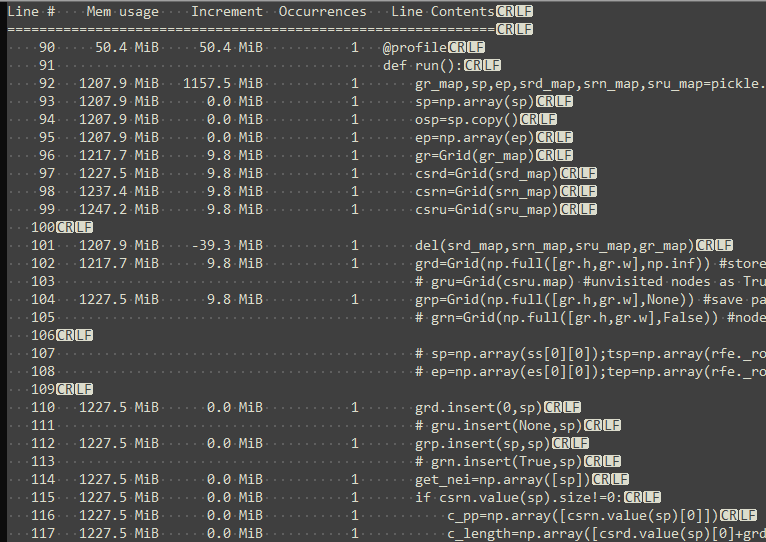 Line # Mem usage Increment Occurrences Line ContentsCRLF
=============================================================CRLF
90 50.4 MiB 50.4 MiB 1 @profileCRLF
91 def run():CRLF
92 1207.9 MiB 1157.5 MiB 1 gr_map,sp,ep,srd_map,srn_map,sru_map=pickle.
93 1207.9 MiB 0.0 MiB 1 sp=np.array(sp)CRLF
94 1207.9 MiB 0.0 MiB 1 osp=sp.copy()CRLF
95 1207.9 MiB 0.0 MiB 1 ep=np.array(ep)CRLF
96 1217.7 MiB 9.8 MiB 1 gr=Grid(gr_map)CRLF
97 1227.5 MiB 9.8 MiB 1 csrd=Grid(srd_map)CRLF
98 1237.4 MiB 9.8 MiB 1 csrn=Grid(srn_map)CRLF
99 1247.2 MiB 9.8 MiB 1 csru=Grid(sru_map)CRLF
100CRLF
101 1207.9 MiB -39.3 MiB 1 del(srd_map,srn_map,sru_map,gr_map)CRLF
102 1217.7 MiB 9.8 MiB 1 grd=Grid(np.full([gr.h,gr.w],np.inf)) #store
103 # gru=Grid(csru.map) #unvisited nodes as Tru
104 1227.5 MiB 9.8 MiB 1 grp=Grid(np.full([gr.h,gr.w],None)) #save pa
105 # grn=Grid(np.full([gr.h,gr.w],False)) #node
106CRLF
107 # sp=np.array(ss[0][0]);tsp=np.array(rfe._ro
108 # ep=np.array(es[0][0]);tep=np.array(rfe._ro
109CRLF
110 1227.5 MiB 0.0 MiB 1 grd.insert(0,sp)CRLF
111 # gru.insert(None,sp)CRLF
112 1227.5 MiB 0.0 MiB 1 grp.insert(sp,sp)CRLF
113 # grn.insert(True,sp)CRLF
114 1227.5 MiB 0.0 MiB 1 get_nei=np.array([sp])CRLF
115 1227.5 MiB 0.0 MiB 1 if csrn.value(sp).size!=0:CRLF
116 1227.5 MiB 0.0 MiB 1 c_pp=np.array([csrn.value(sp)[0]])CRLF
117 1227.5 MiB 0.0 MiB 1 c_length=np.array([csrd.value(sp)[0]+grd